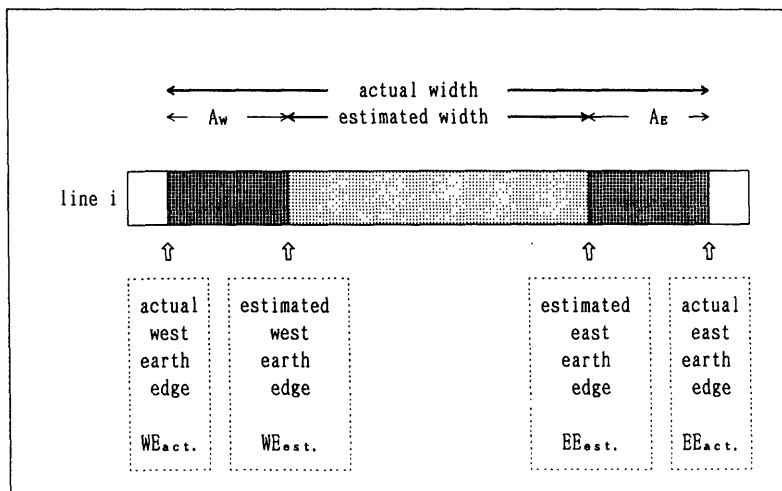 actual width
Aw estimated width AE
line i
actual
west
earth
edge
WEact.
estimated
west
earth
edge
WEest.
estimated
east
earth
edge
EEest.
actual
east
earth
edge
EEact.